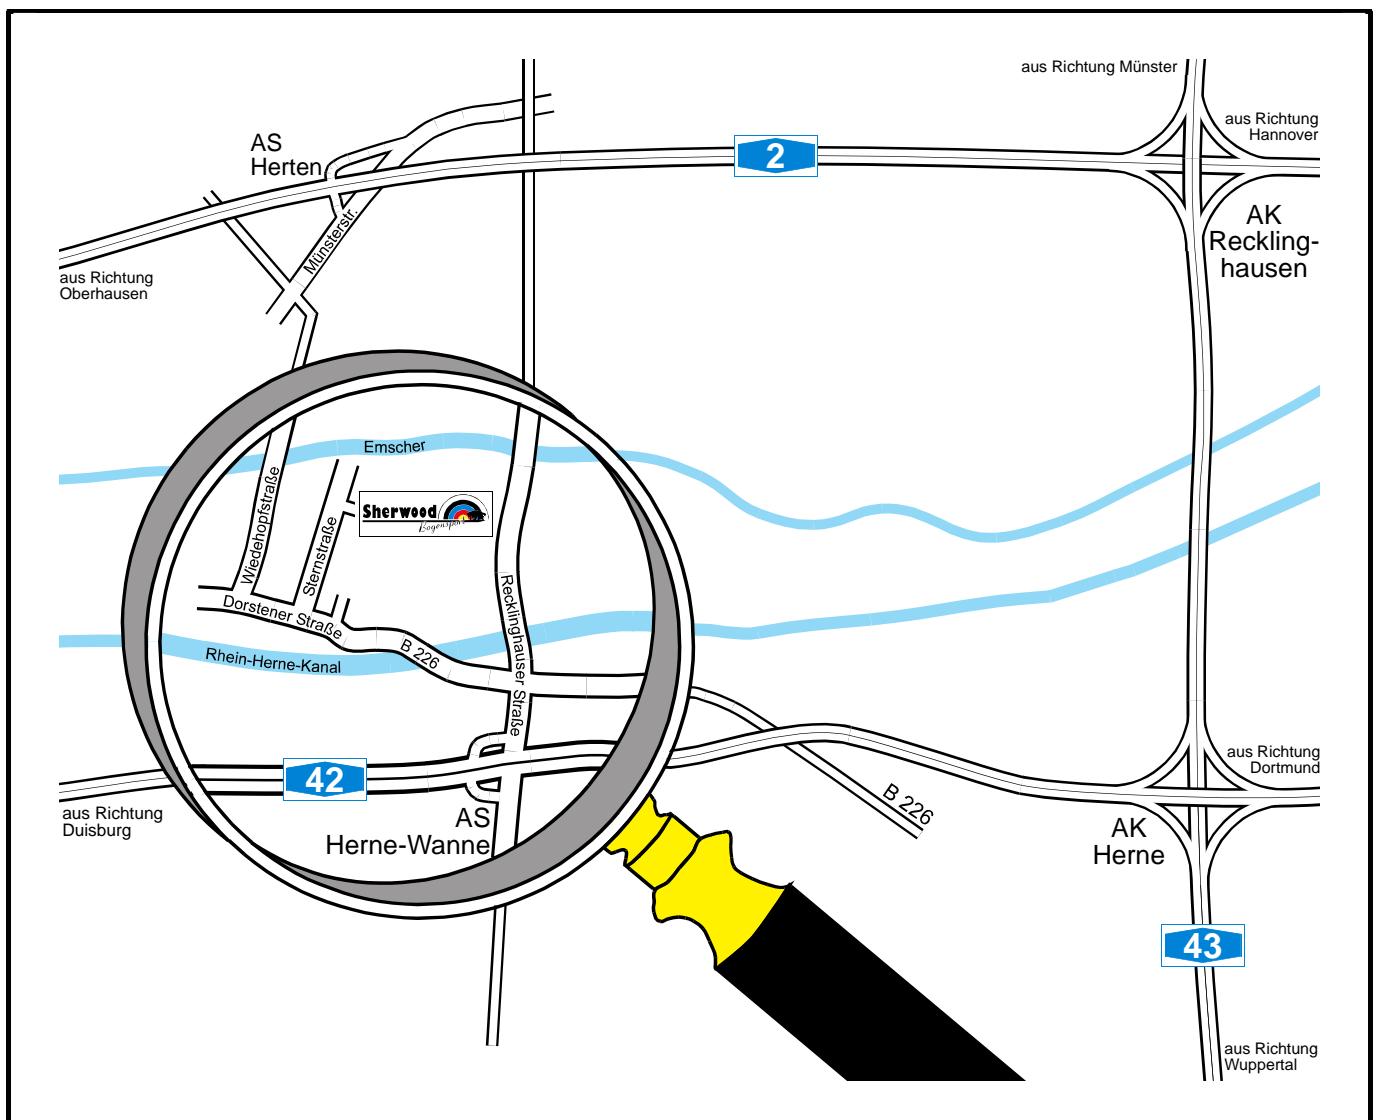 aus Richtung Münster
aus Richtung
Hannover
AS
Herten
2
AK
Reckling-
hausen
Münsterstr.
aus Richtung
Oberhausen
Emscher
Wiedehopfstraße
Sternstraße
Sherwood
Bogensport
Dorstener Straße
Recklinghauser Straße
B 226
Rhein-Herne-Kanal
42
aus Richtung
Duisburg
AS
Herne-Wanne
B 226
aus Richtung
Dortmund
AK
Herne
43
aus Richtung
Wuppertal